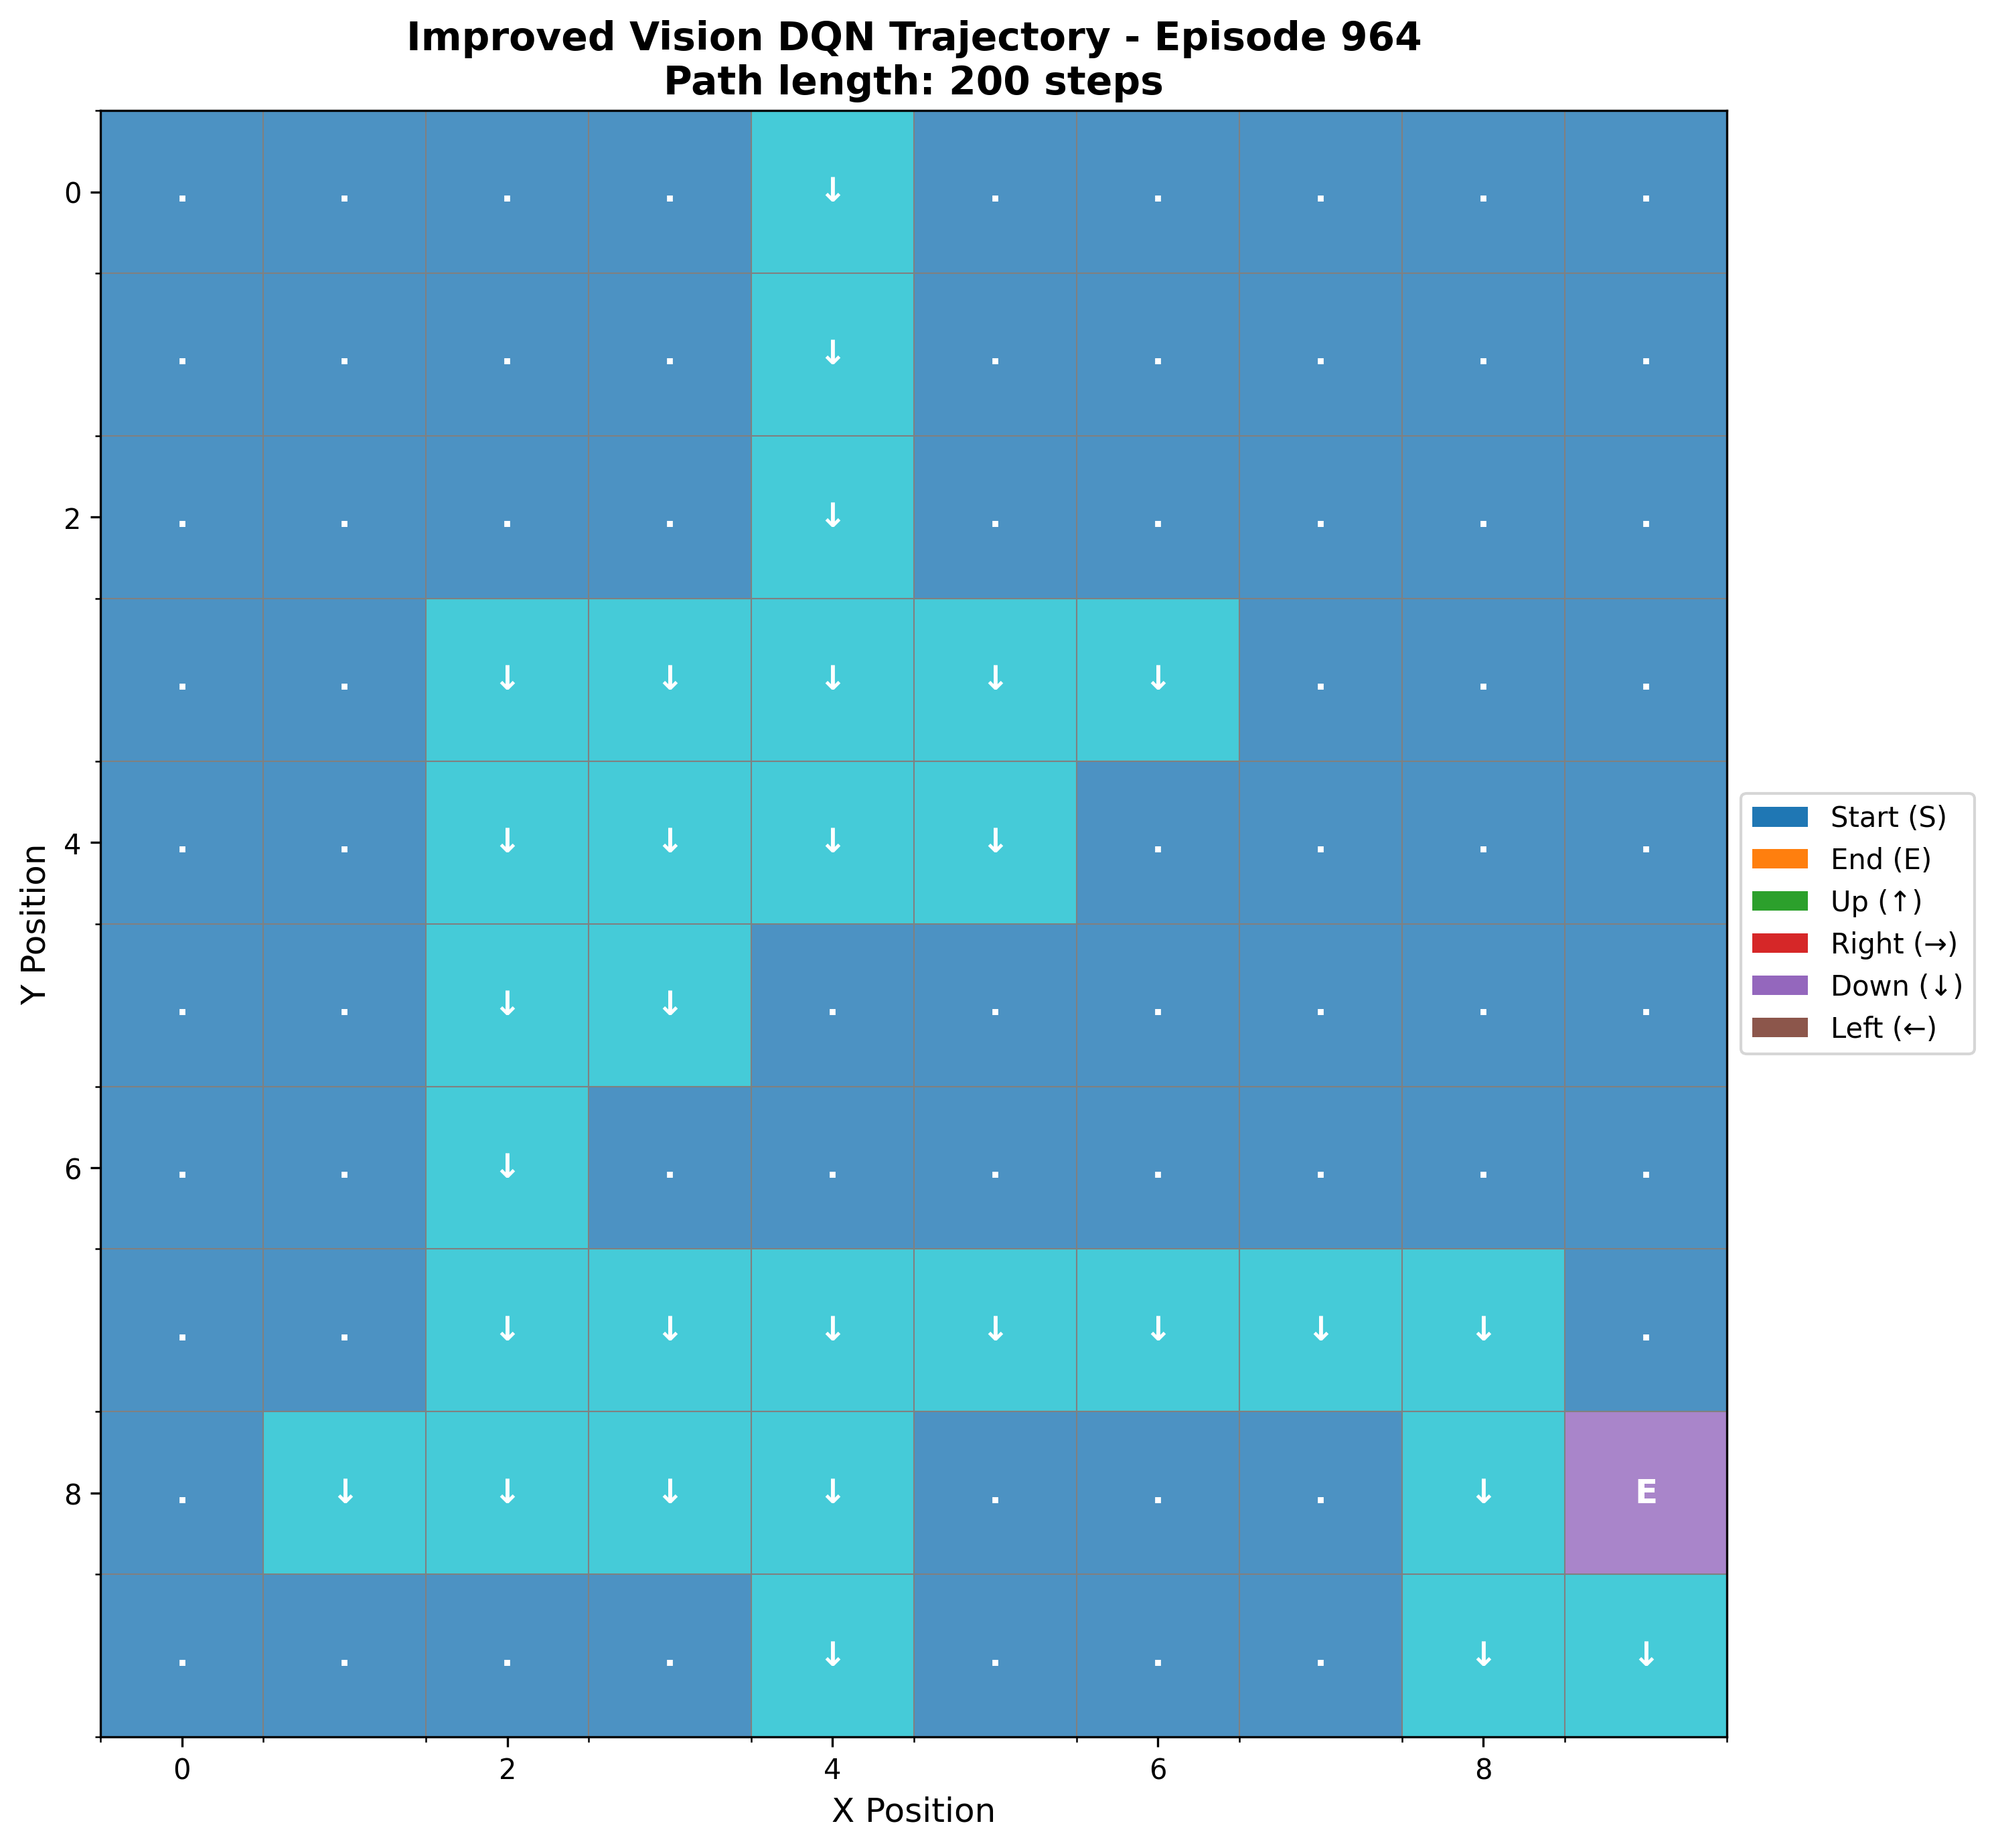 Improved Vision DQN Trajectory - Episode 964
Path length: 200 steps
0 . . . . ↓ . . . . .
. . . . ↓ . . . . .
2 . . . . ↓ . . . . .
. . ↓ ↓ ↓ ↓ ↓ . . .
4 . . ↓ ↓ ↓ ↓ . . . .
. . ↓ ↓ . . . . . .
6 . . ↓ . . . . . . .
. . ↓ ↓ ↓ ↓ ↓ ↓ ↓ .
8 . ↓ ↓ ↓ ↓ . . . ↓ E
. . . . ↓ . . . ↓ ↓
0 2 4 6 8
X Position
Y Position
Start (S)
End (E)
Up (↑)
Right (→)
Down (↓)
Left (←)